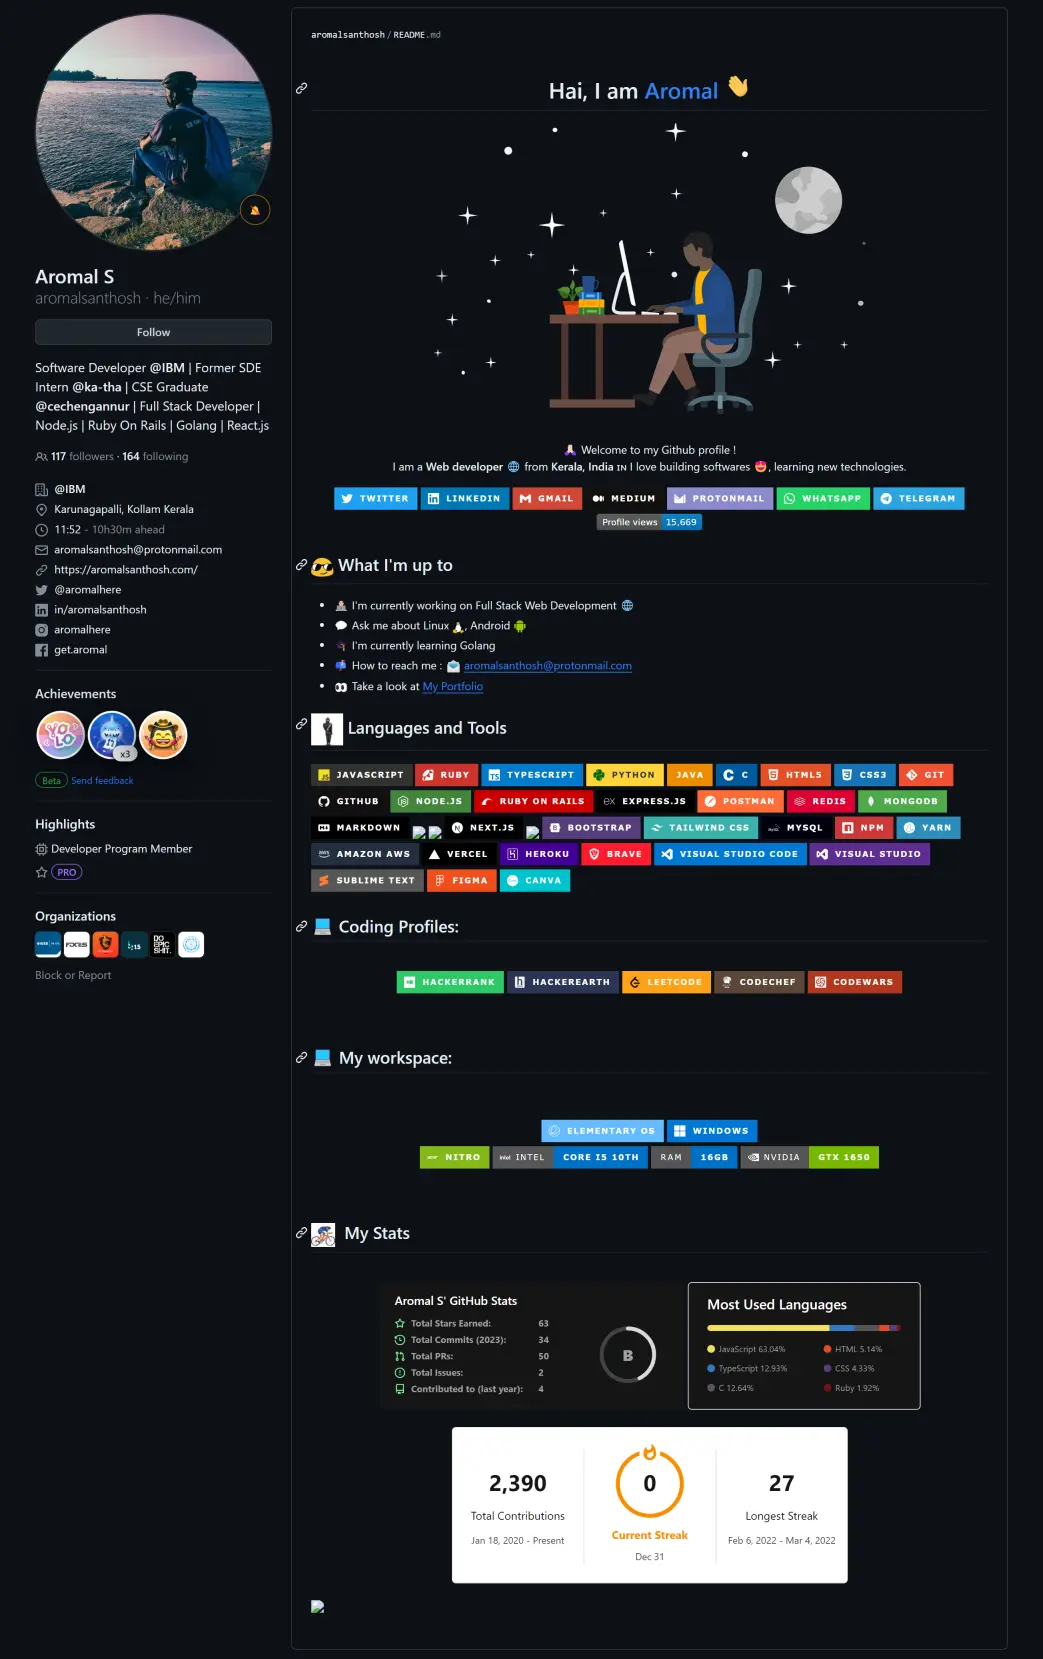 Aromal S
aromalsanthosh · he/him
Follow
Software Developer @IBM | Former SDE
Intern @ka-tha | CSE Graduate
@cechengannur | Full Stack Developer |
Node.js | Ruby On Rails | Golang | React.js
117 followers · 164 following
@IBM
Karunagapalli, Kollam Kerala
11:52 - 10h30m ahead
aromalsanthosh@protonmail.com
https://aromalsanthosh.com/
@aromalhere
in/aromalsanthosh
aromalhere
get.aromal
Achievements
YOLO
x3
Beta Send feedback
Highlights
Developer Program Member
PRO
Organizations
DO EPIC SHIT.
Block or Report
aromalsanthosh / README.md
Hai, I am Aromal
Welcome to my Github profile !
I am a Web developer from Kerala, India IN I love building softwares , learning new technologies.
TWITTER LINKEDIN GMAIL MEDIUM PROTONMAIL WHATSAPP TELEGRAM
Profile views 15,669
What I'm up to
I'm currently working on Full Stack Web Development
Ask me about Linux , Android
I'm currently learning Golang
How to reach me : aromalsanthosh@protonmail.com
Take a look at My Portfolio
Languages and Tools
JAVASCRIPT RUBY TYPESCRIPT PYTHON JAVA C HTML5 CSS3 GIT
GITHUB NODE.JS RUBY ON RAILS EXPRESS.JS POSTMAN REDIS MONGODB
MARKDOWN NEXT.JS BOOTSTRAP TAILWIND CSS MYSQL NPM YARN
AMAZON AWS VERCEL HEROKU BRAVE VISUAL STUDIO CODE VISUAL STUDIO
SUBLIME TEXT FIGMA CANVA
Coding Profiles:
HACKERRANK HACKEREARTH LEETCODE CODECHEF CODEWARS
My workspace:
ELEMENTARY OS WINDOWS
NITRO INTEL CORE I5 10TH RAM 16GB NVIDIA GTX 1650
My Stats
Aromal S' GitHub Stats
Total Stars Earned: 63
Total Commits (2023): 34
Total PRs: 50
Total Issues: 2
Contributed to (last year): 4
B
Most Used Languages
JavaScript 63.04% HTML 5.14%
TypeScript 12.93% CSS 4.33%
C 12.64% Ruby 1.92%
2,390
Total Contributions
Jan 18, 2020 - Present
0
Current Streak
Dec 31
27
Longest Streak
Feb 6, 2022 - Mar 4, 2022